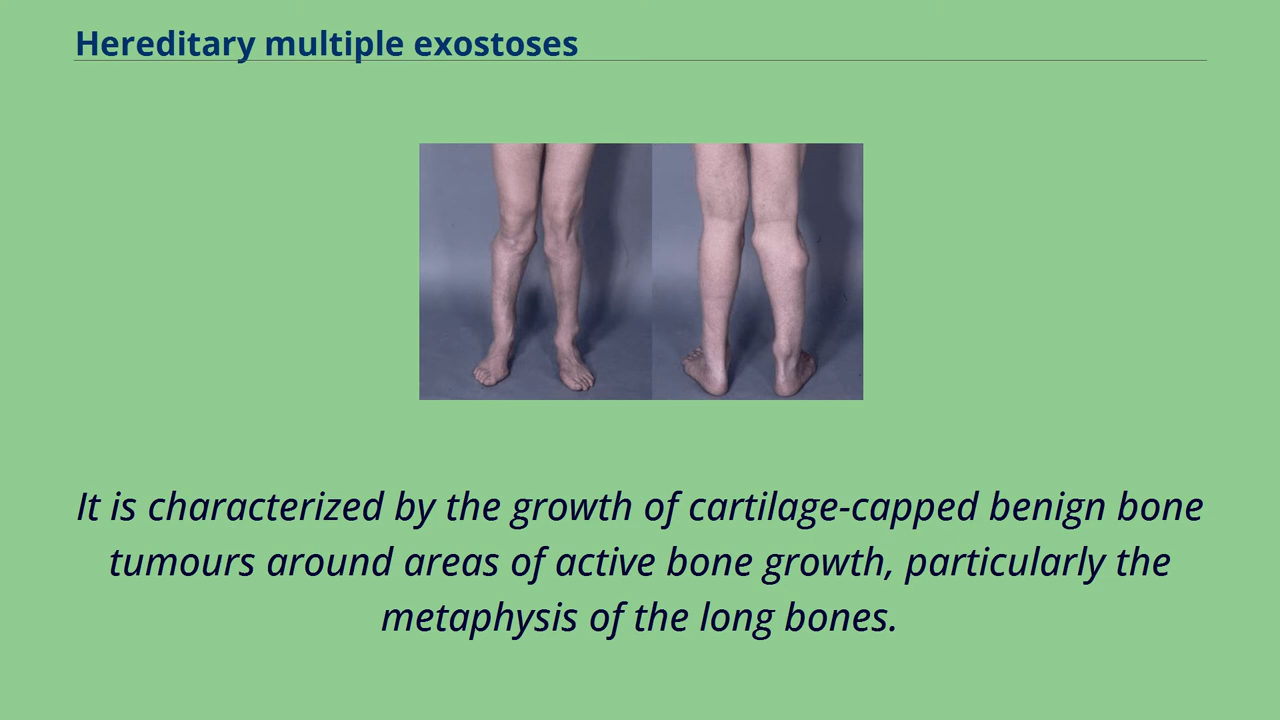 Hereditary multiple exostoses
It is characterized by the growth of cartilage-capped benign bone
tumours around areas of active bone growth, particularly the
metaphysis of the long bones.